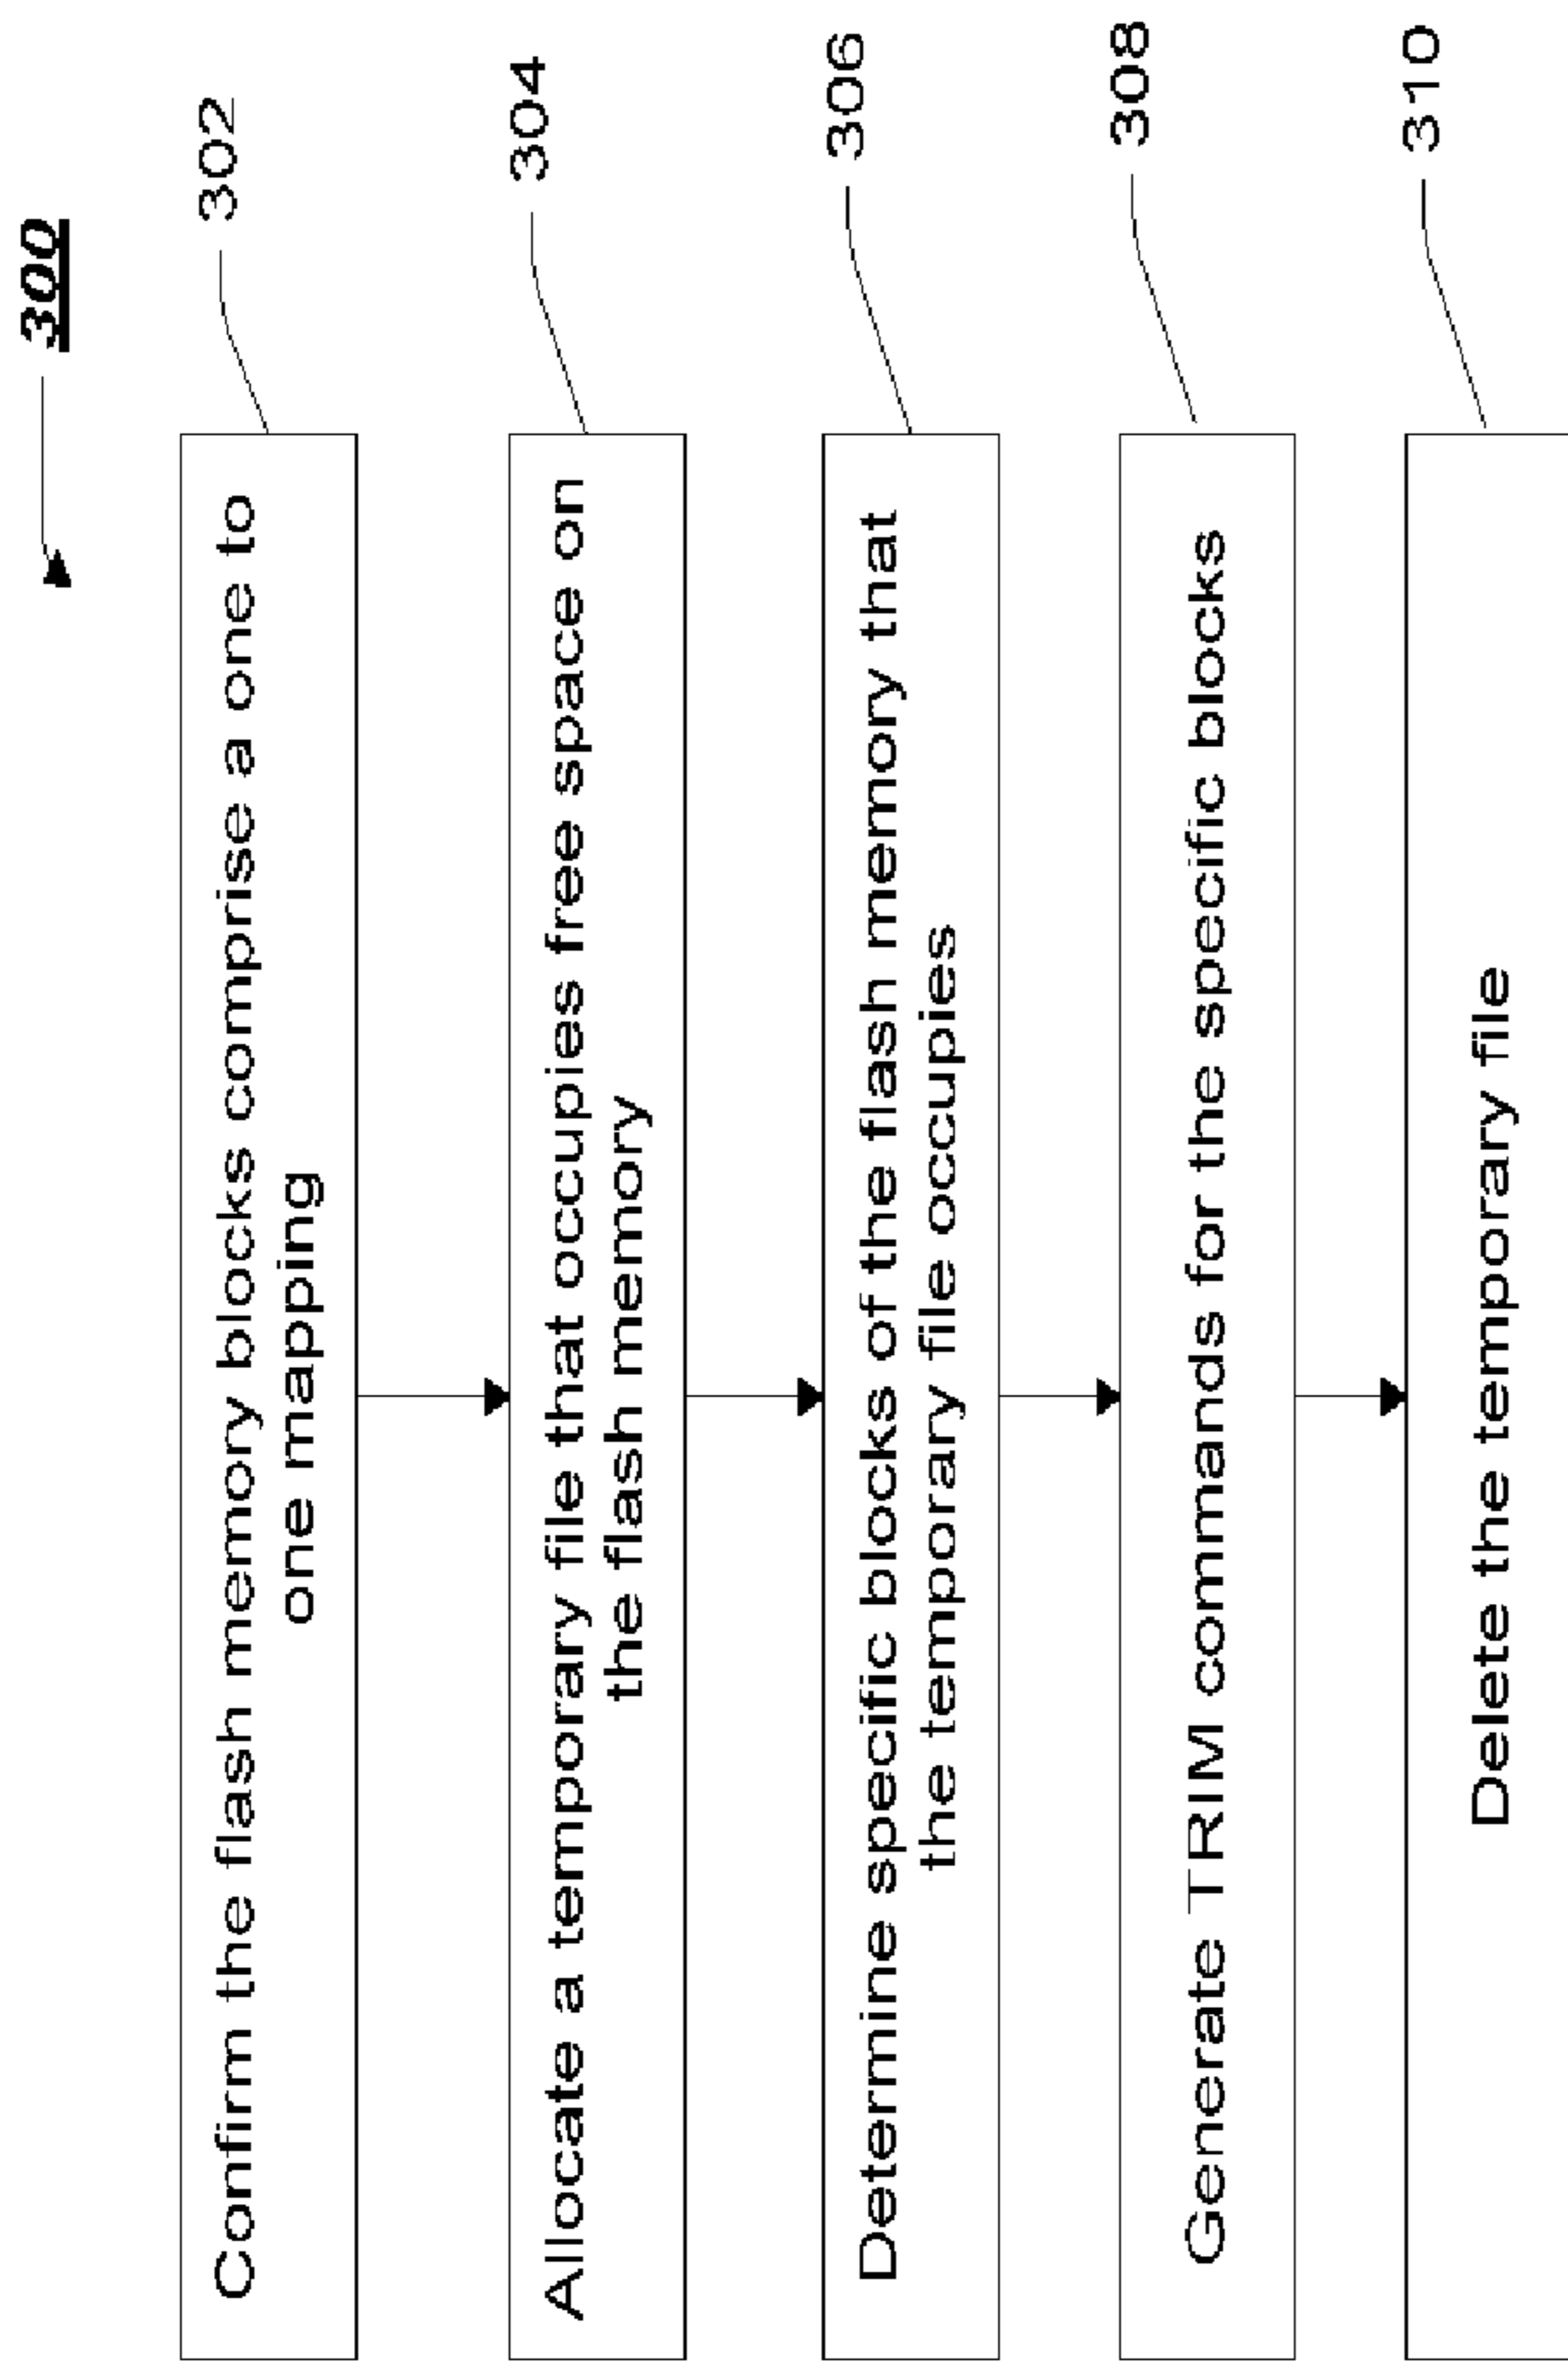 300
Confirm the flash memory blocks comprise a one to
one mapping
302
Allocate a temporary file that occupies free space on
the flash memory
304
Determine specific blocks of the flash memory that
the temporary file occupies
306
Generate TRIM commands for the specific blocks
308
Delete the temporary file
310